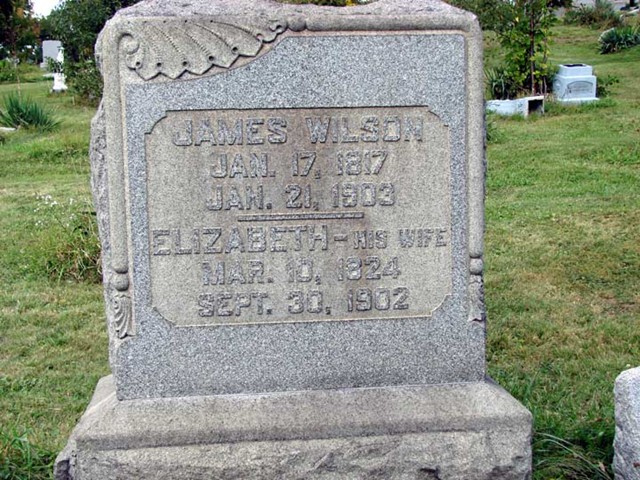 JAMES WILSON
JAN. 17, 1817
JAN. 21, 1903
ELIZABETH - HIS WIFE
MAR. 10, 1824
SEPT. 30, 1902